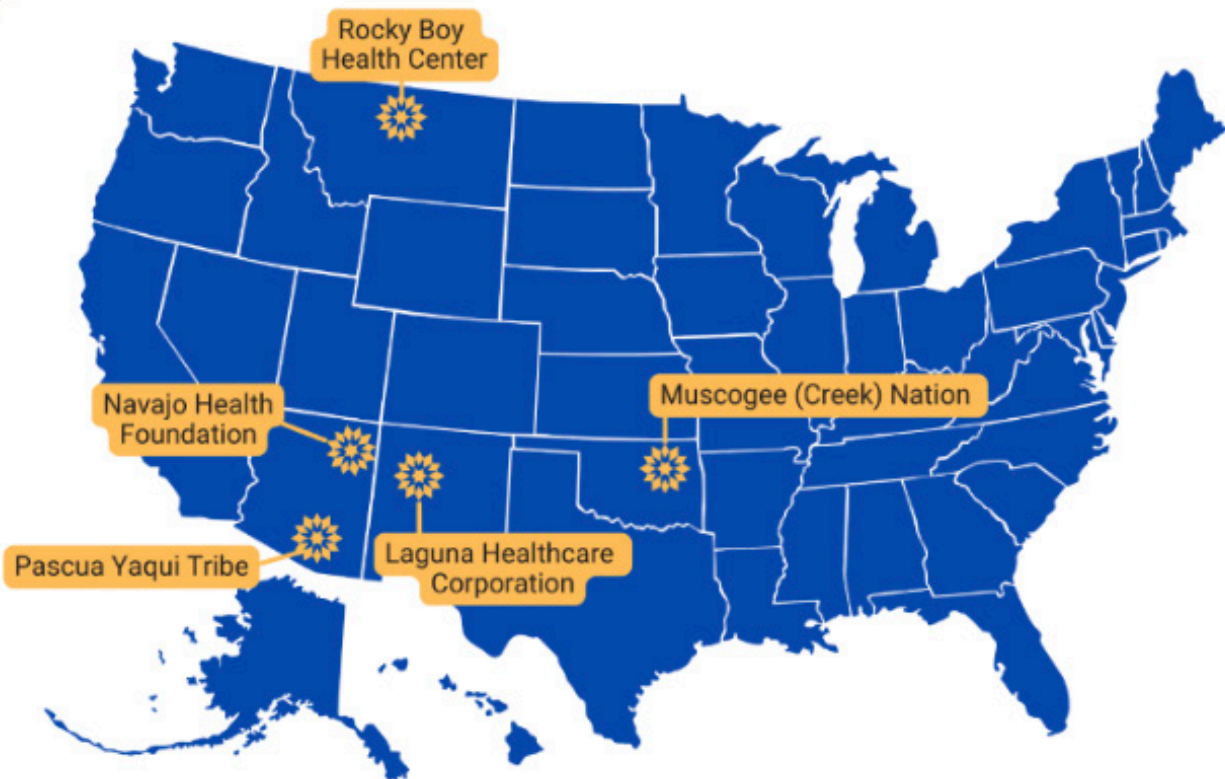 Rocky Boy
Health Center
Navajo Health
Foundation
Muscogee (Creek) Nation
Pascua Yaqui Tribe
Laguna Healthcare
Corporation